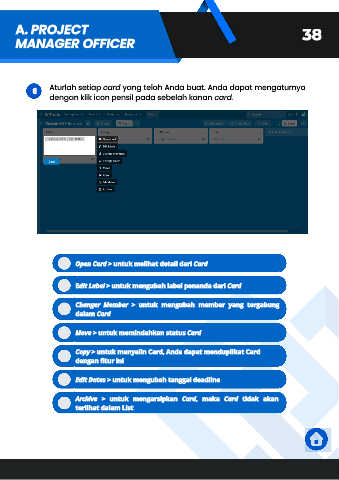 A. PROJECT
MANAGER OFFICER
38
6
Aturlah setiap card yang telah Anda buat. Anda dapat mengaturnya
dengan klik icon pensil pada sebelah kanan card.
Open Card > untuk melihat detail dari Card
Edit Label > untuk mengubah label penanda dari Card
Change Member > untuk mengubah member yang tergabung
dalam Card
Move > untuk memindahkan status Card
Copy > untuk menyalin Card, Anda dapat menduplikat Card
dengan fitur ini
Edit Dates > untuk mengubah tanggal deadline
Archive > untuk mengarsipkan Card, maka Card tidak akan
terlihat dalam List